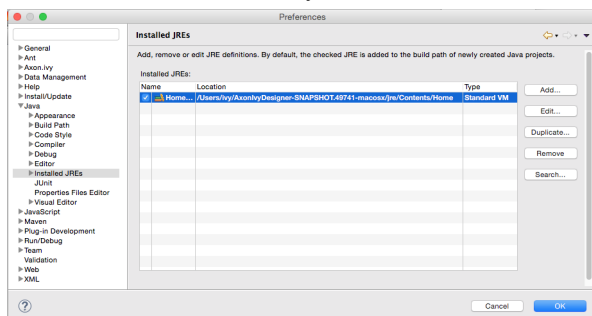 Preferences
Installed JREs
Add, remove or edit JRE definitions. By default, the checked JRE is added to the build path of newly created Java projects.
Installed JREs:
Name Location Type
Home... /Users/ivy/AxonIvyDesigner-SNAPSHOT.49741-macosx/jre/Contents/Home Standard VM
Add...
Edit...
Duplicate...
Remove
Search...
General
Ant
Axon.ivy
Data Management
Help
Install/Update
Java
Appearance
Build Path
Code Style
Compiler
Debug
Editor
Installed JREs
JUnit
Properties Files Editor
Visual Editor
JavaScript
Maven
Plug-in Development
Run/Debug
Team
Validation
Web
XML
Cancel
OK